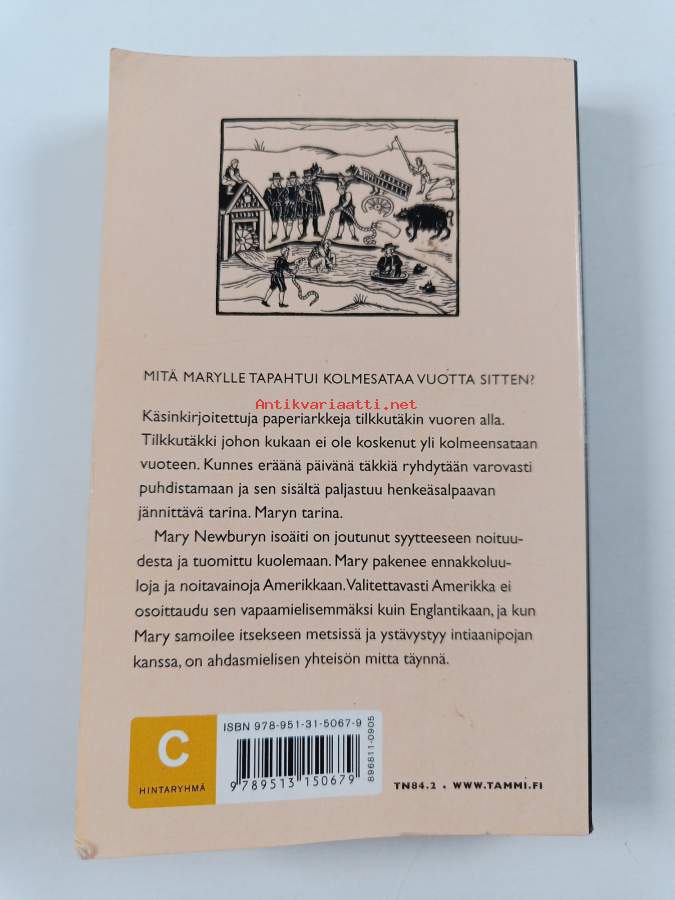 MITÄ MARYLLE TAPAHTUI KOLMESATAA VUOTTA SITTEN?
Antikvariaatti.net
Käsinkirjoitettuja paperiarkkeja tilkkutäkin vuoren alla.
Tilkkutäkki johon kukaan ei ole koskenut yli kolmeensataan
vuoteen. Kunnes eräänä päivänä täkkiä ryhdytään varovasti
puhdistamaan ja sen sisältä paljastuu henkeäsalpaavan
jännittävä tarina. Maryn tarina.
Mary Newburyn isoäiti on joutunut syytteeseen noituu-
desta ja tuomittu kuolemaan. Mary pakenee ennakkoluu-
loja ja noitavainoja Amerikkaan. Valitettavasti Amerikka ei
osoittaudu sen vapaamielisemmäksi kuin Englantikaan, ja kun
Mary samoilee itsekseen metsissä ja ystävystyy intiaanipojan
kanssa, on ahdasmielisen yhteisön mitta täynnä.
C
HINTARYHMÄ
ISBN 978-951-31-5067-9
9 789513 150679
896811-0905
TN84.2 • WWW.TAMMI.FI